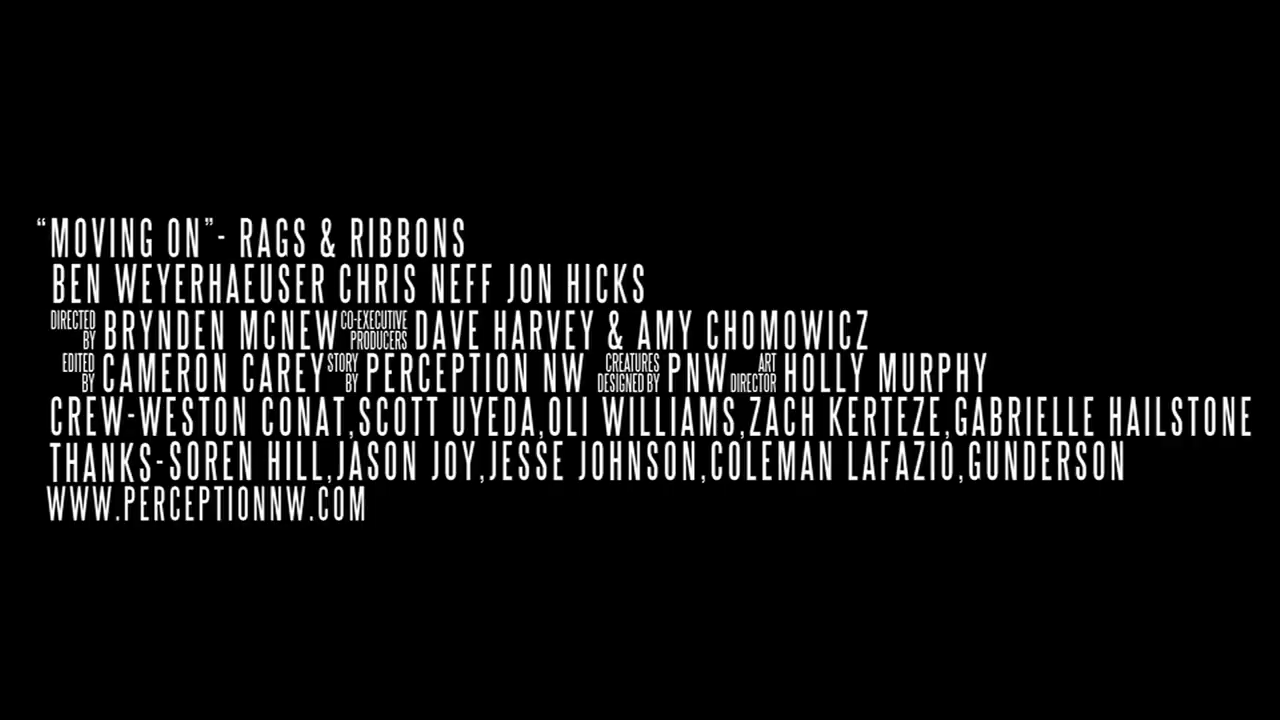 “MOVING ON”- RAGS & RIBBONS
BEN WEYERHAEUSER CHRIS NEFF JON HICKS
DIRECTED BY BRYNDEN MCNEW CO-EXECUTIVE PRODUCERS DAVE HARVEY & AMY CHOMOWICZ
EDITED BY CAMERON CAREY STORY BY PERCEPTION NW CREATURES DESIGNED BY PNW ART DIRECTOR HOLLY MURPHY
CREW-WESTON CONAT,SCOTT UYEDA,OLI WILLIAMS,ZACH KERTEZE,GABRIELLE HAILSTONE
THANKS-SOREN HILL,JASON JOY,JESSE JOHNSON,COLEMAN LAFAZIO,GUNDERSON
WWW.PERCEPTIONNW.COM